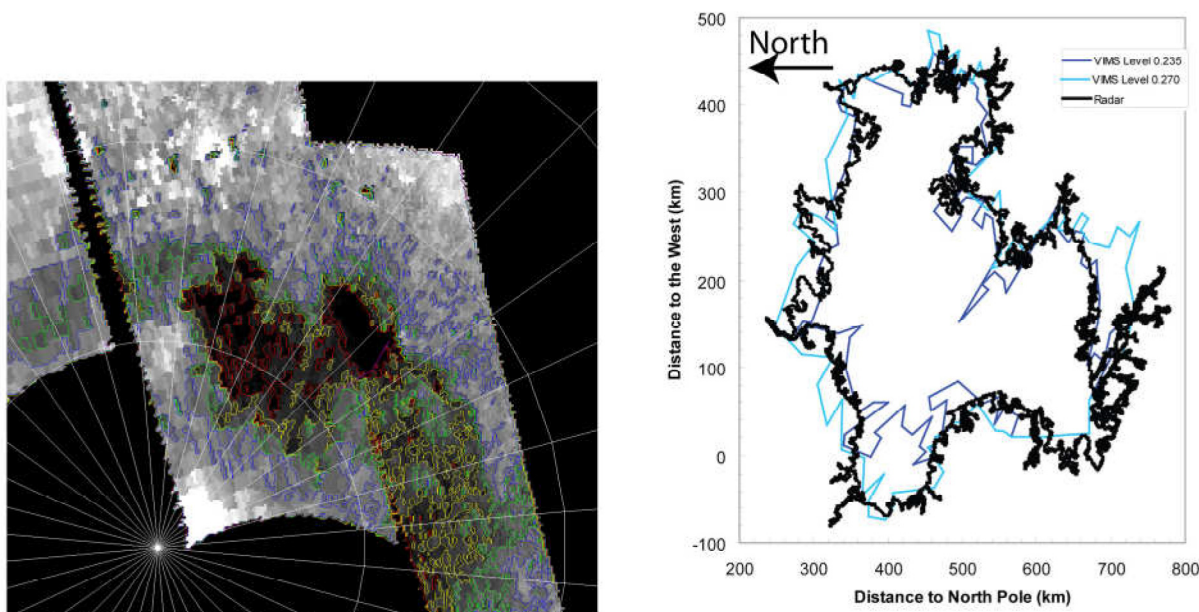 North
VIMS Level 0.235
VIMS Level 0.270
Radar
500
400
300
200
100
0
-100
Distance to the West (km)
200 300 400 500 600 700 800
Distance to North Pole (km)